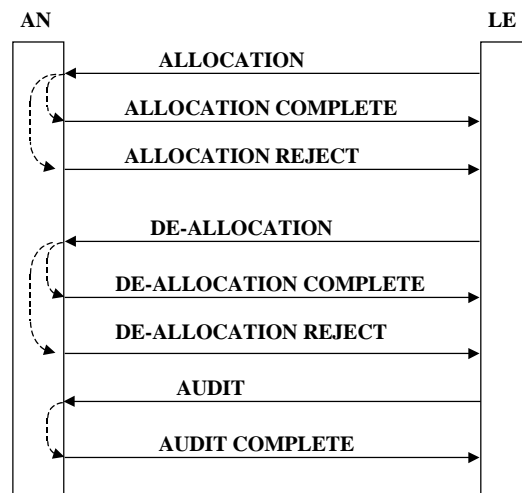 AN LE
ALLOCATION
ALLOCATION COMPLETE
ALLOCATION REJECT
DE-ALLOCATION
DE-ALLOCATION COMPLETE
DE-ALLOCATION REJECT
AUDIT
AUDIT COMPLETE